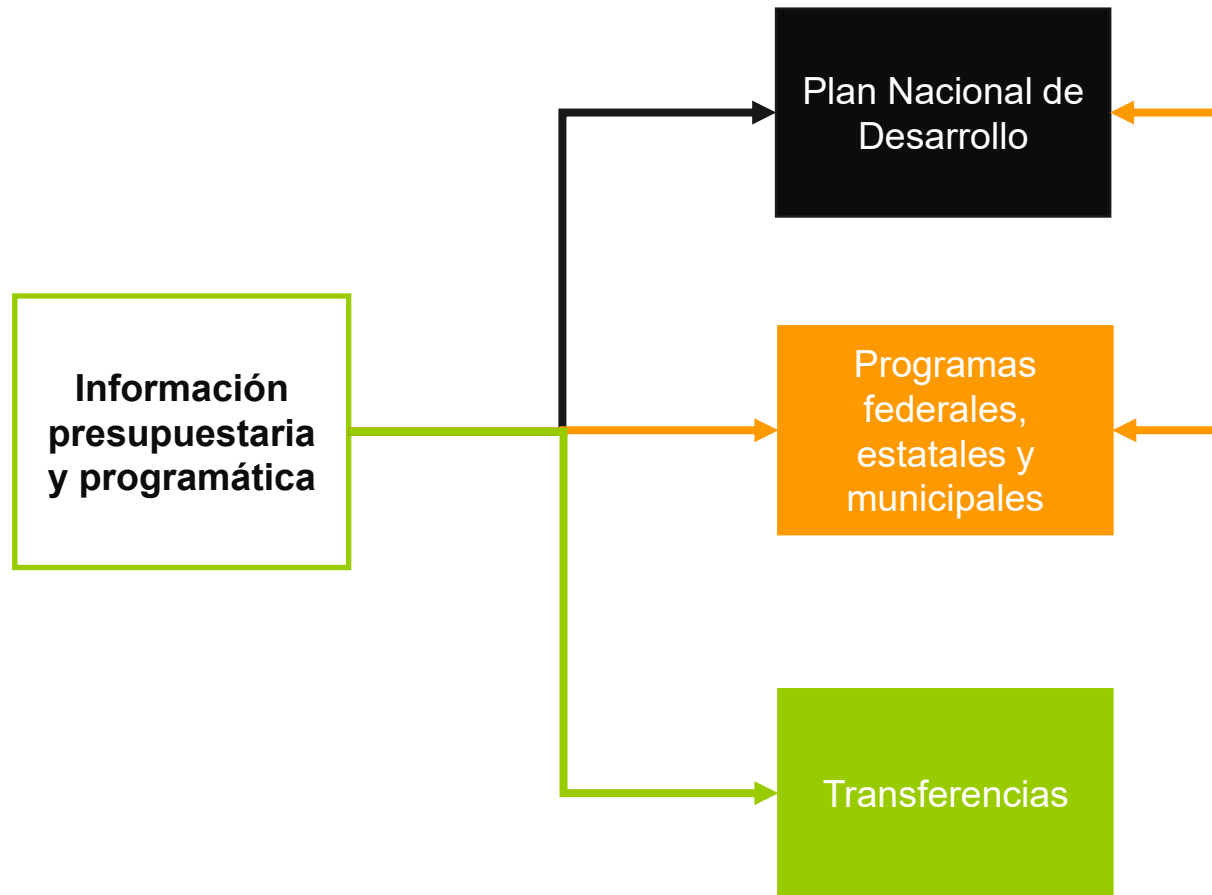 Plan Nacional de
Desarrollo
Información
presupuestaria
y programática
Programas
federales,
estatales y
municipales
Transferencias